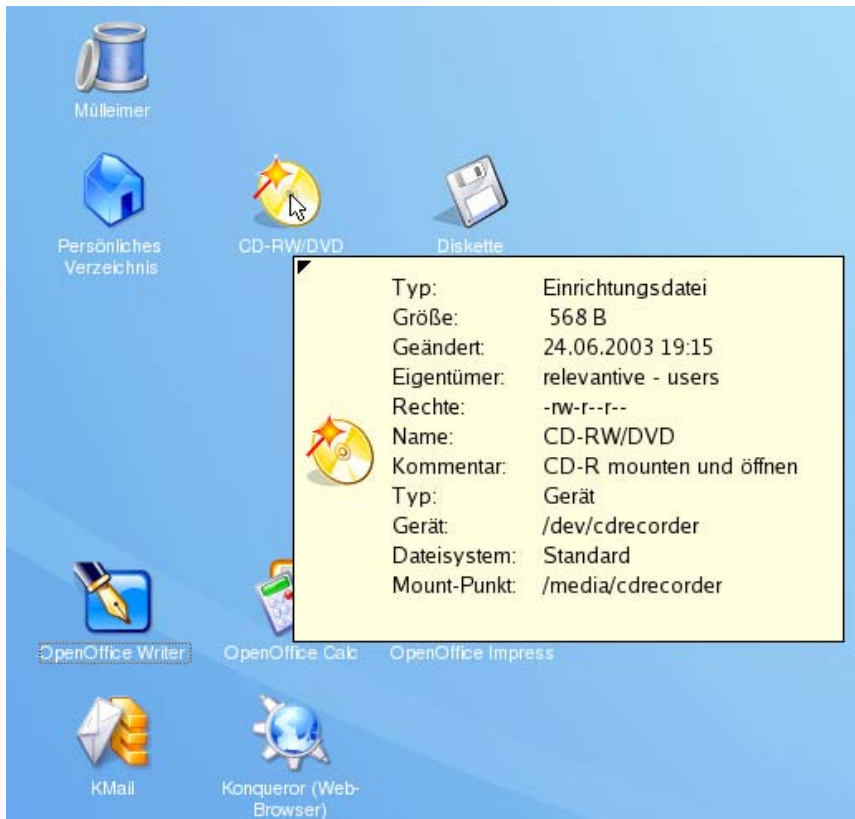 Mülleimer
Persönliches
Verzeichnis
CD-RW/DVD
Diskette
Typ: Einrichtungsdatei
Größe: 568 B
Geändert: 24.06.2003 19:15
Eigentümer: relevantive - users
Rechte: -rw-r--r--
Name: CD-RW/DVD
Kommentar: CD-R mounten und öffnen
Typ: Gerät
Gerät: /dev/cdrecorder
Dateisystem: Standard
Mount-Punkt: /media/cdrecorder
OpenOffice Writer
OpenOffice Calc
OpenOffice Impress
KMail
Konqueror (Web-
Browser)